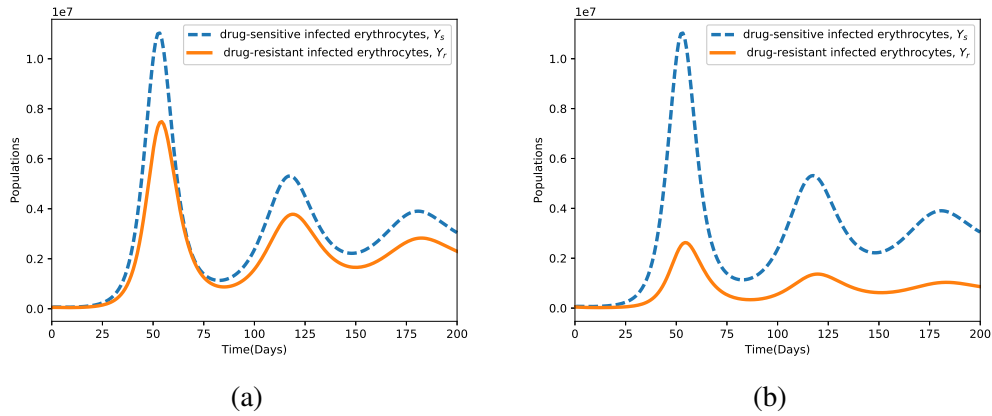 1e7
drug-sensitive infected erythrocytes, Yₛ
drug-resistant infected erythrocytes, Yᵣ
1.0
0.8
0.6
0.4
0.2
0.0
Populations
0 25 50 75 100 125 150 175 200
Time(Days)
(a)
1e7
drug-sensitive infected erythrocytes, Yₛ
drug-resistant infected erythrocytes, Yᵣ
1.0
0.8
0.6
0.4
0.2
0.0
Populations
0 25 50 75 100 125 150 175 200
Time(Days)
(b)